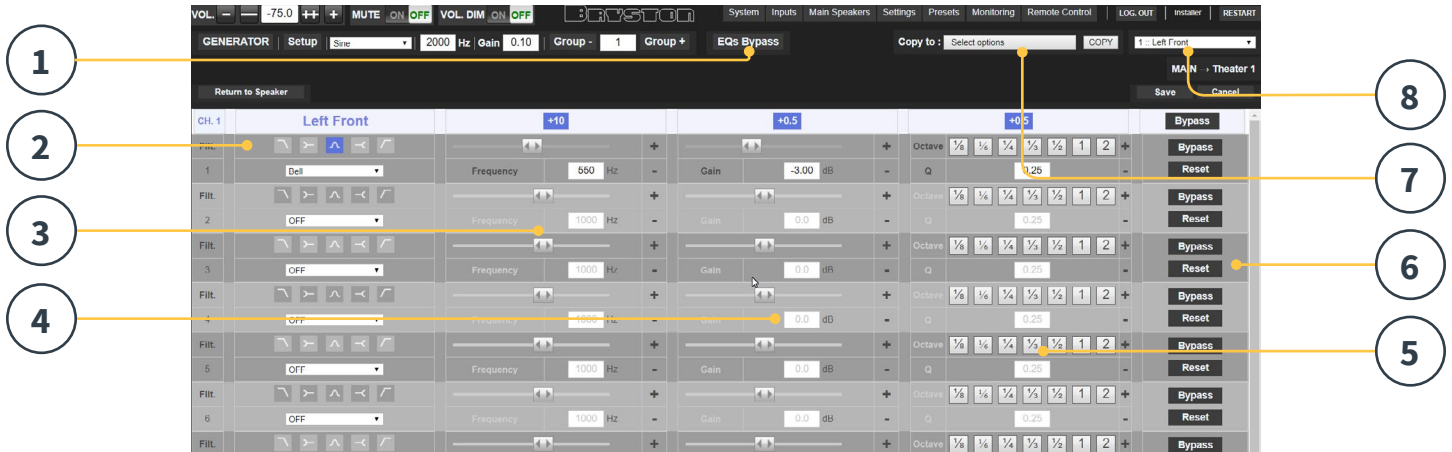 VOL. - — -75.0 ++ + MUTE ON OFF VOL. DIM ON OFF BRYSTON System Inputs Main Speakers Settings Presets Monitoring Remote Control LOG. OUT Installer RESTART
GENERATOR Setup Sine 2000 Hz Gain 0.10 Group - 1 Group + EQs Bypass Copy to : Select options COPY 1 :: Left Front
MAIN → Theater 1
Return to Speaker Save Cancel
CH. 1 Left Front +10 +0.5 +0.5 Bypass
Filt. + + Octave ⅛ ⅙ ¼ ⅓ ½ 1 2 + Bypass
1 Bell Frequency 550 Hz - Gain -3.00 dB - Q 0.25 - Reset
Filt. + + Octave ⅛ ⅙ ¼ ⅓ ½ 1 2 + Bypass
2 OFF Frequency 1000 Hz - Gain 0.0 dB - Q 0.25 - Reset
Filt. + + Octave ⅛ ⅙ ¼ ⅓ ½ 1 2 + Bypass
3 OFF Frequency 1000 Hz - Gain 0.0 dB - Q 0.25 - Reset
Filt. + + Octave ⅛ ⅙ ¼ ⅓ ½ 1 2 + Bypass
4 OFF Frequency 1000 Hz - Gain 0.0 dB - Q 0.25 - Reset
Filt. + + Octave ⅛ ⅙ ¼ ⅓ ½ 1 2 + Bypass
5 OFF Frequency 1000 Hz - Gain 0.0 dB - Q 0.25 - Reset
Filt. + + Octave ⅛ ⅙ ¼ ⅓ ½ 1 2 + Bypass
6 OFF Frequency 1000 Hz - Gain 0.0 dB - Q 0.25 - Reset
Filt. + + Octave ⅛ ⅙ ¼ ⅓ ½ 1 2 + Bypass
1
2
3
4
8
7
6
5